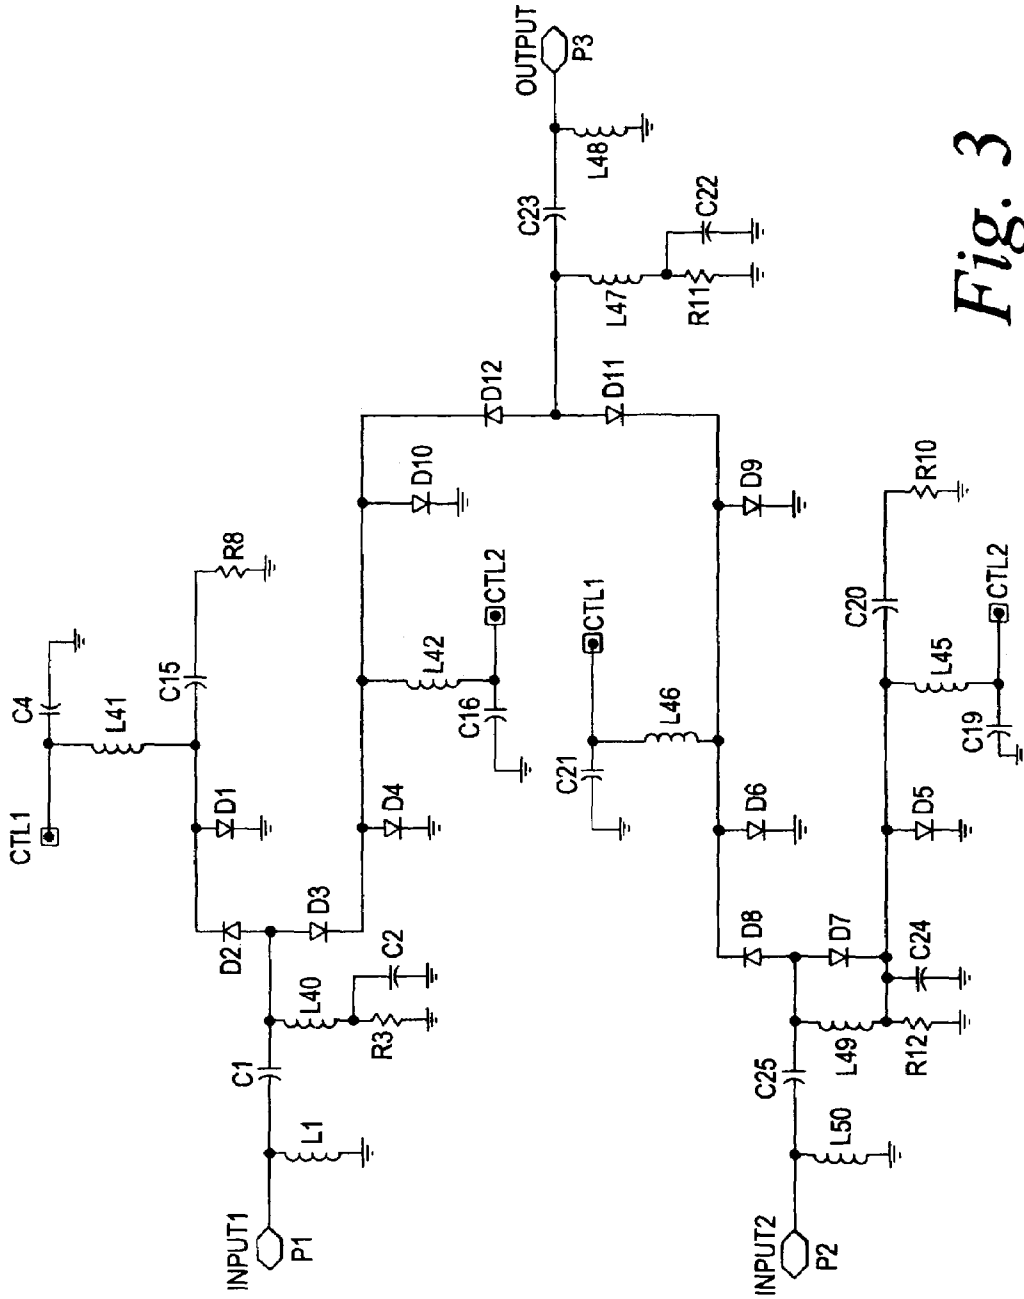 CTL1
C4
L41
C15
R8
D1
D2
D3
D4
D10
D12
L42
C16
CTL2
INPUT1
P1
L1
C1
L40
R3
C2
OUTPUT
P3
C23
L48
L47
R11
C22
D11
CTL1
C21
L46
D6
D8
D7
D9
C20
R10
L45
C19
CTL2
D5
INPUT2
P2
L50
C25
L49
R12
C24
Fig. 3